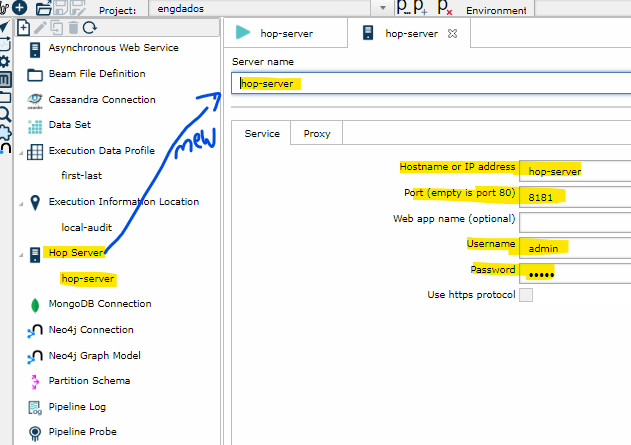 Project: engdados Environment
Asynchronous Web Service
Beam File Definition
Cassandra Connection
Data Set
Execution Data Profile
first-last
Execution Information Location
local-audit
Hop Server
hop-server
MongoDB Connection
Neo4j Connection
Neo4j Graph Model
Partition Schema
Pipeline Log
Pipeline Probe
new
hop-server hop-server
Server name
hop-server
Service Proxy
Hostname or IP address hop-server
Port (empty is port 80) 8181
Web app name (optional)
Username admin
Password •••••
Use https protocol